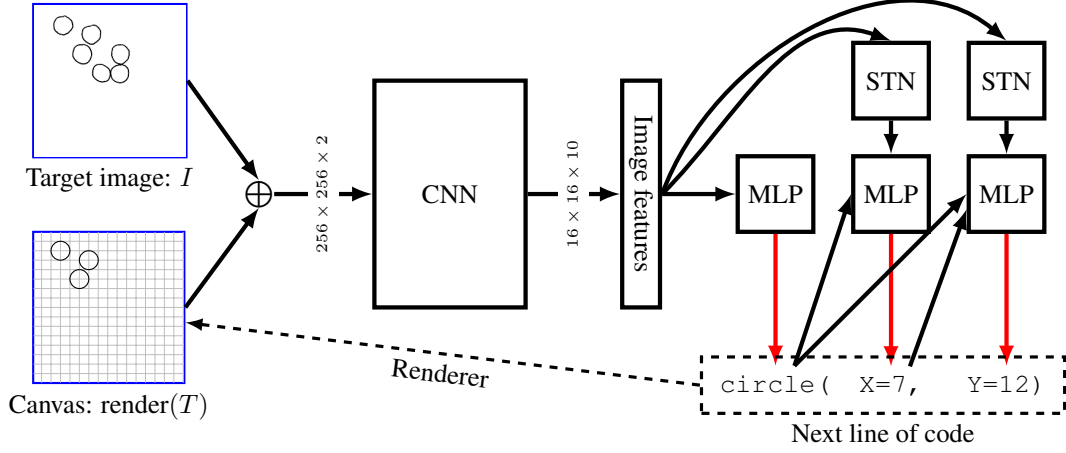 Target image: I
Canvas: render(T)
256 × 256 × 2
CNN
16 × 16 × 10
Image features
STN
STN
MLP
MLP
MLP
Renderer
circle( X=7, Y=12)
Next line of code